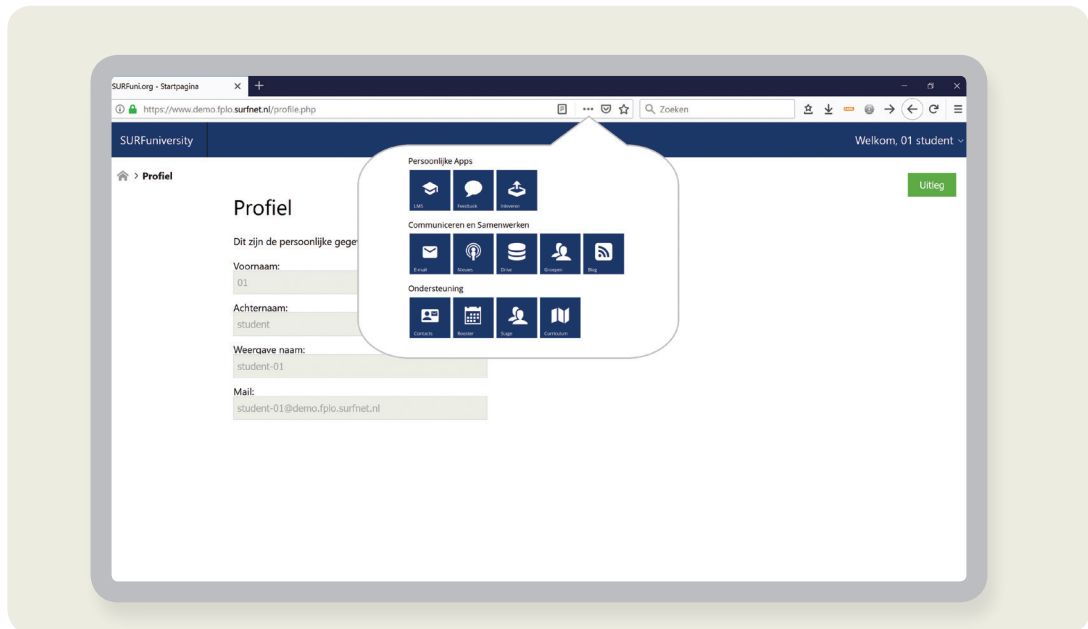 SURFuni.org - Startpagina
https://www.demo.fplo.surfnet.nl/profile.php
Zoeken
SURFuniversity
Welkom, 01 student
> Profiel
Uitleg
Profiel
Dit zijn de persoonlijke gege
Voornaam:
01
Achternaam:
student
Weergave naam:
student-01
Mail:
student-01@demo.fplo.surfnet.nl
Persoonlijke Apps
LMS Feedback Inleveren
Communiceren en Samenwerken
E-mail Nieuws Drive Groepen Blog
Ondersteuning
Contacts Rooster Stage Curriculum